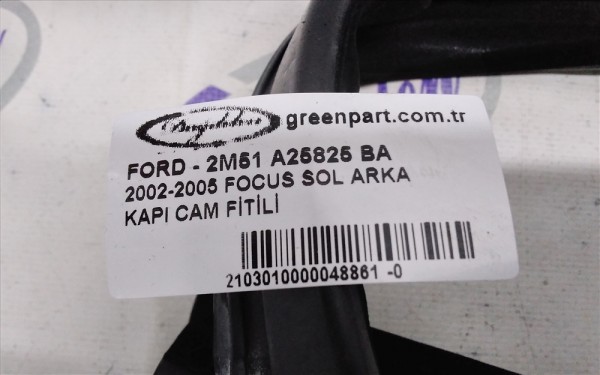 greenpart.com.tr
FORD - 2M51 A25825 BA
2002-2005 FOCUS SOL ARKA
KAPI CAM FİTİLİ
2103010000048861 -0